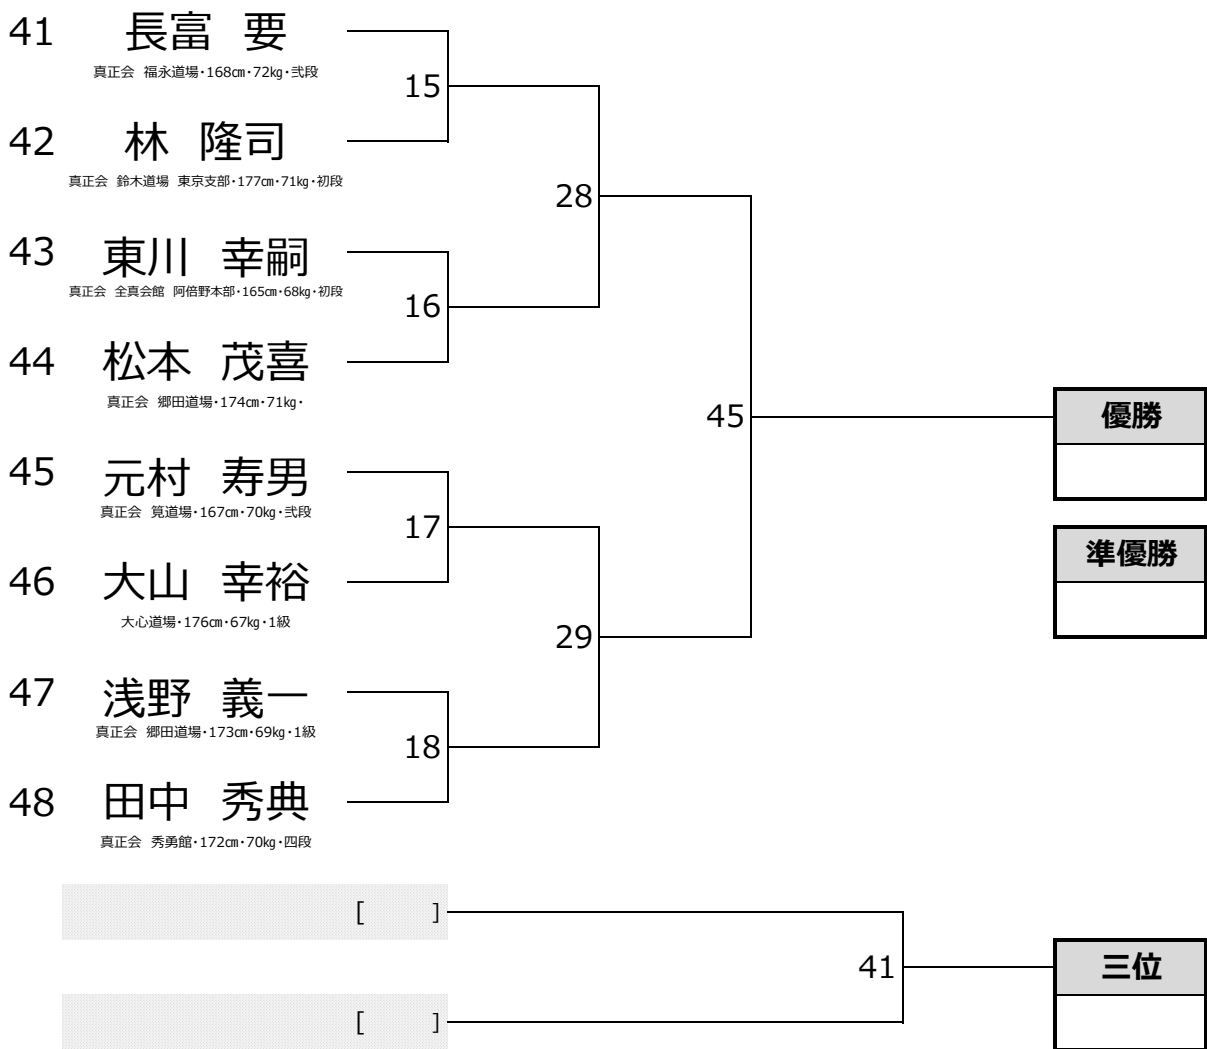 41 長富 要
真正会 福永道場・168㎝・72㎏・弐段
15
42 林 隆司
真正会 鈴木道場 東京支部・177㎝・71㎏・初段
28
43 東川 幸嗣
真正会 全真会館 阿倍野本部・165㎝・68㎏・初段
16
44 松本 茂喜
真正会 郷田道場・174㎝・71㎏・
45
優勝
45 元村 寿男
真正会 筧道場・167㎝・70㎏・弐段
17
準優勝
46 大山 幸裕
大心道場・176㎝・67㎏・1級
29
47 浅野 義一
真正会 郷田道場・173㎝・69㎏・1級
18
48 田中 秀典
真正会 秀勇館・172㎝・70㎏・四段
[ ]
41
三位
[ ]